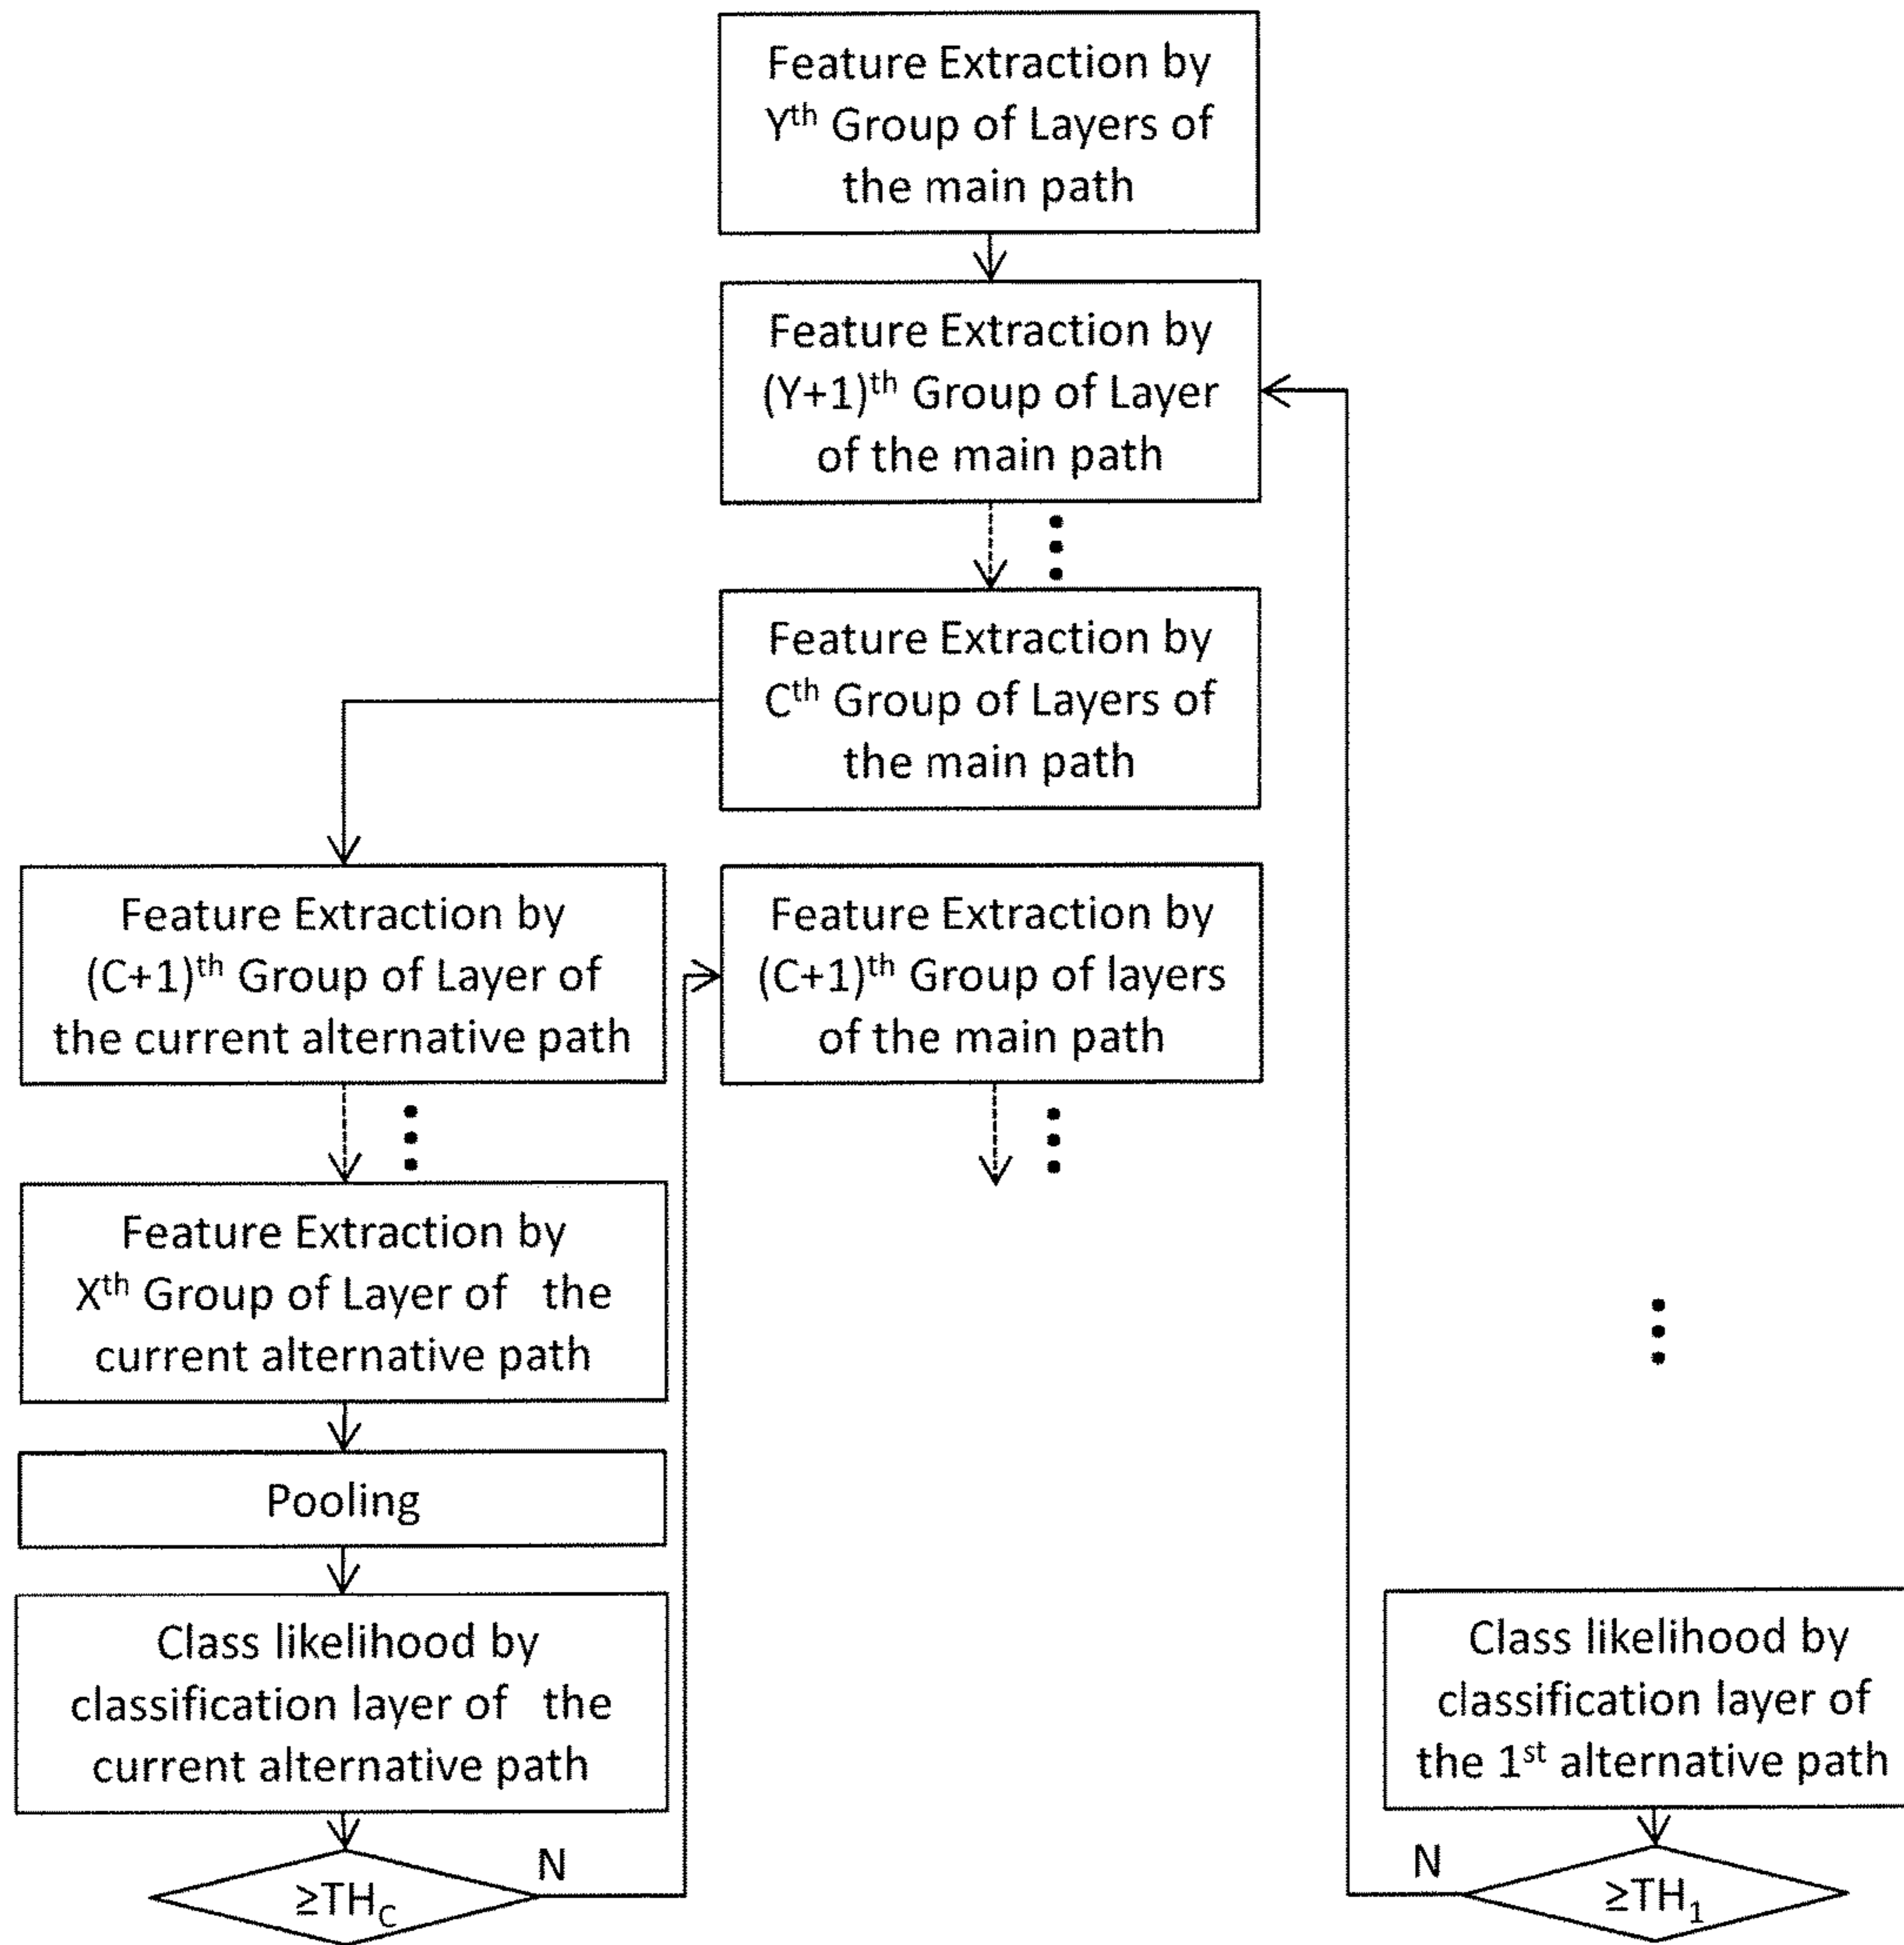 Feature Extraction by
Yth Group of Layers of
the main path
Feature Extraction by
(Y+1)th Group of Layer
of the main path
Feature Extraction by
Cth Group of Layers of
the main path
Feature Extraction by
(C+1)th Group of Layer of
the current alternative path
Feature Extraction by
(C+1)th Group of layers
of the main path
Feature Extraction by
Xth Group of Layer of the
current alternative path
Pooling
Class likelihood by
classification layer of the
current alternative path
Class likelihood by
classification layer of
the 1st alternative path
N
≥THC
N
≥TH1